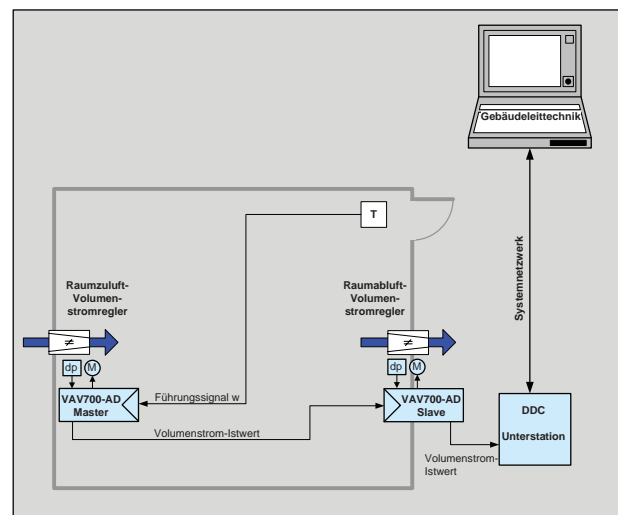 Gebäudeleittechnik
Systemnetzwerk
T
Raumzuluft-
Volumen-
stromregler
Raumabluft-
Volumen-
stromregler
≠
≠
dp
M
dp
M
VAV700-AD
Master
Führungssignal w
VAV700-AD
Slave
DDC
Unterstation
Volumenstrom-Istwert
Volumenstrom-
Istwert